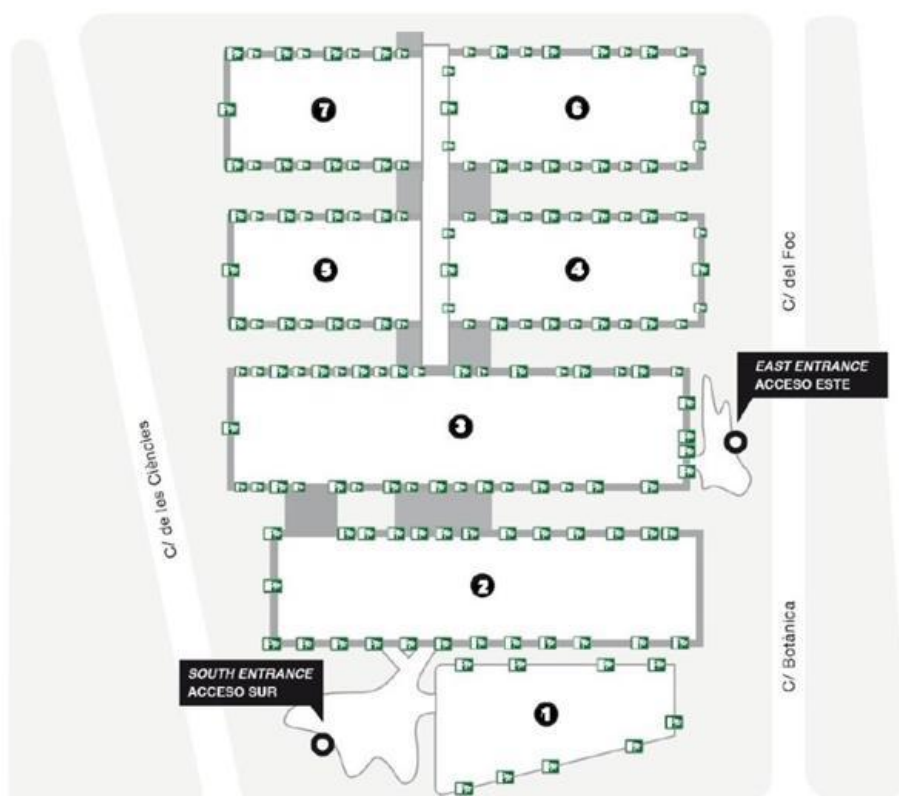 7
6
5
4
C/ del Foc
EAST ENTRANCE
ACCESO ESTE
3
C/ de les Ciències
2
C/ Botànica
SOUTH ENTRANCE
ACCESO SUR
1